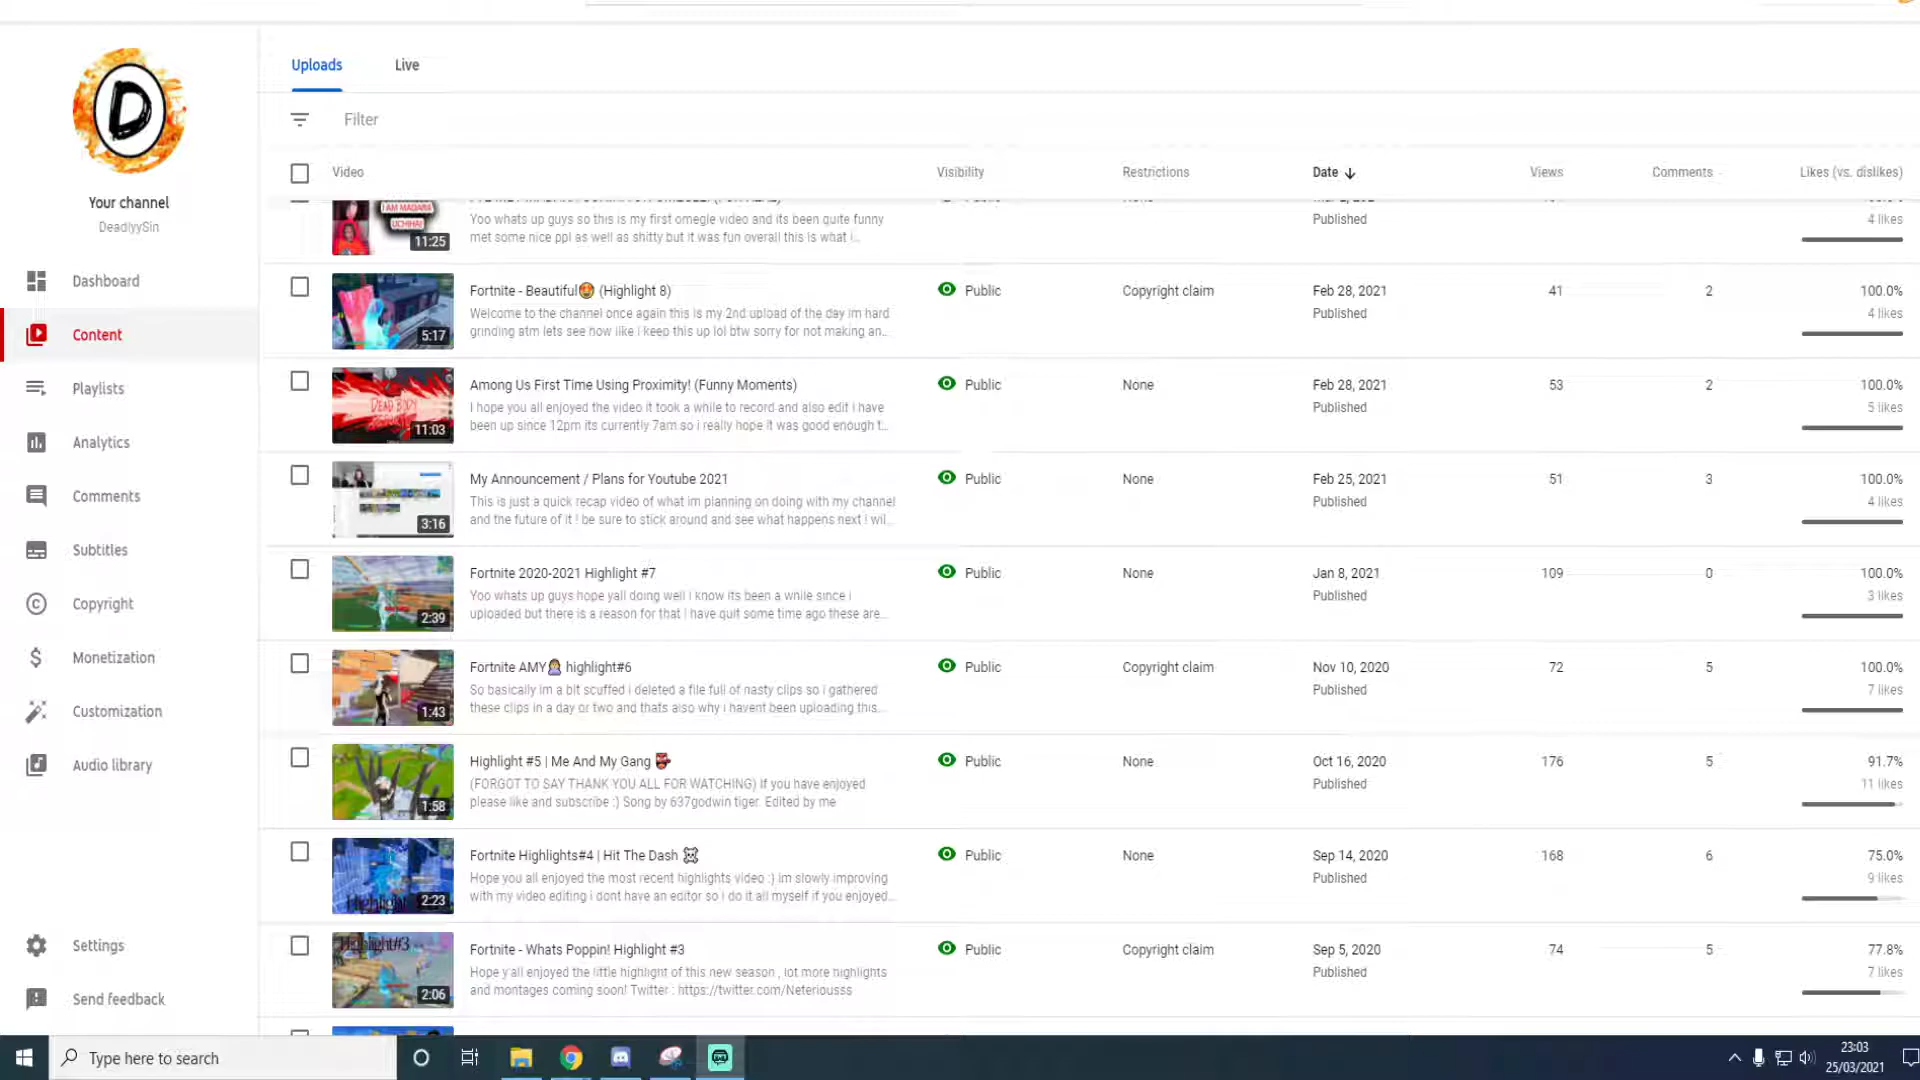 Uploads Live
Filter
Video Visibility Restrictions Date Views Comments Likes (vs. dislikes)
D
Your channel
DeadlyySin
Dashboard
Content
Playlists
Analytics
Comments
Subtitles
Copyright
Monetization
Customization
Audio library
Settings
Send feedback
I AM MADARA
UCHIHA!
11:25
Yoo whats up guys so this is my first omegle video and its been quite funny
met some nice ppl as well as shitty but it was fun overall this is what i...
Published
4 likes
5:17
Fortnite - Beautiful (Highlight 8)
Welcome to the channel once again this is my 2nd upload of the day im hard
grinding atm lets see how like i keep this up lol btw sorry for not making an...
Public Copyright claim Feb 28, 2021 41 2 100.0%
Published 4 likes
DEAD BODY
11:03
Among Us First Time Using Proximity! (Funny Moments)
I hope you all enjoyed the video it took a while to record and also edit i have
been up since 12pm its currently 7am so i really hope it was good enough t...
Public None Feb 28, 2021 53 2 100.0%
Published 5 likes
3:16
My Announcement / Plans for Youtube 2021
This is just a quick recap video of what im planning on doing with my channel
and the future of it ! be sure to stick around and see what happens next i wil...
Public None Feb 25, 2021 51 3 100.0%
Published 4 likes
2:39
Fortnite 2020-2021 Highlight #7
Yoo whats up guys hope yall doing well i know its been a while since i
uploaded but there is a reason for that i have quit some time ago these are...
Public None Jan 8, 2021 109 0 100.0%
Published 3 likes
1:43
Fortnite AMY highlight#6
So basically im a bit scuffed i deleted a file full of nasty clips so i gathered
these clips in a day or two and thats also why i havent been uploading this...
Public Copyright claim Nov 10, 2020 72 5 100.0%
Published 7 likes
1:58
Highlight #5 | Me And My Gang
(FORGOT TO SAY THANK YOU ALL FOR WATCHING) If you have enjoyed
please like and subscribe :) Song by 637godwin tiger Edited by me
Public None Oct 16, 2020 176 5 91.7%
Published 11 likes
2:23
Fortnite Highlights#4 | Hit The Dash
Hope you all enjoyed the most recent highlights video :) im slowly improving
with my video editing i dont have an editor so i do it all myself if you enjoyed...
Public None Sep 14, 2020 168 6 75.0%
Published 9 likes
Highlight#3
2:06
Fortnite - Whats Poppin! Highlight #3
Hope y'all enjoyed the little highlight of this new season , lot more highlights
and montages coming soon! Twitter : https://twitter.com/Neteriousss
Public Copyright claim Sep 5, 2020 74 5 77.8%
Published 7 likes
Type here to search
23:03
25/03/2021